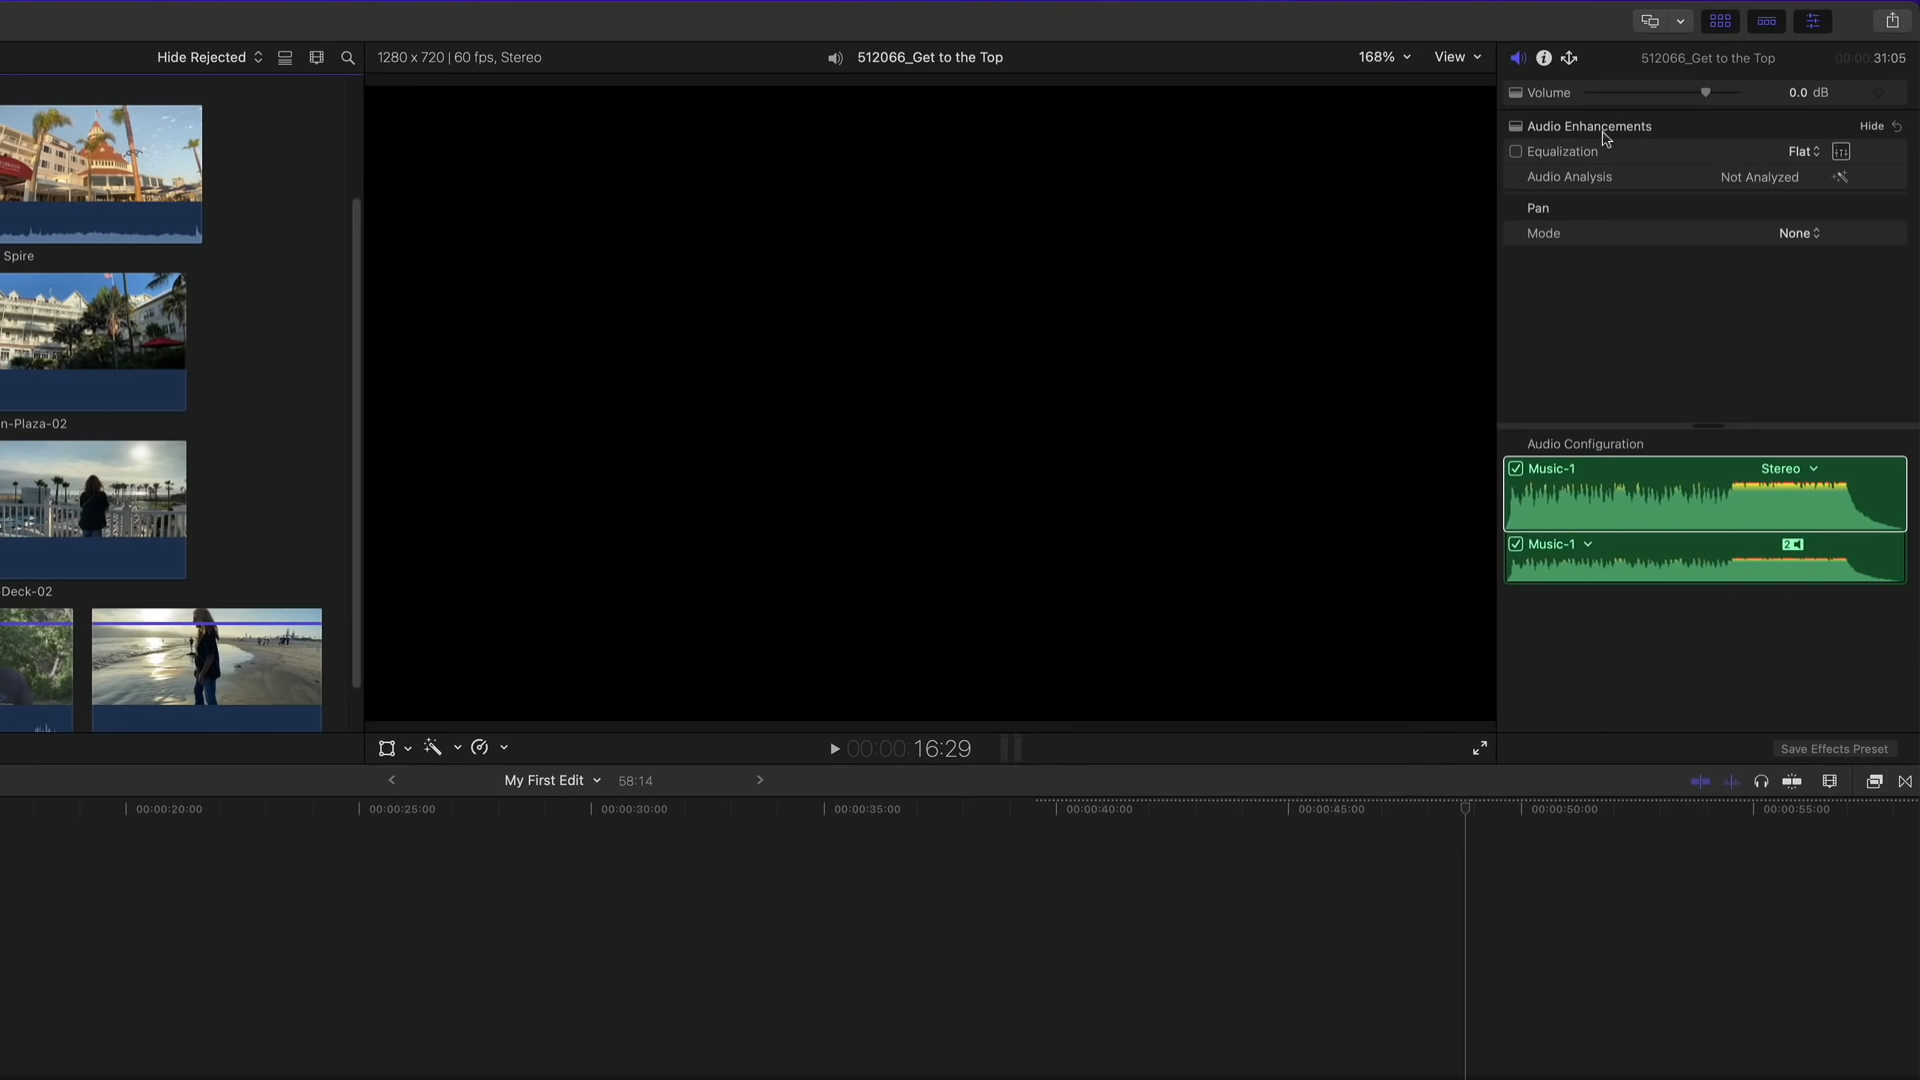 Hide Rejected
1280 x 720 | 60 fps, Stereo
512066_Get to the Top
168%
View
512066_Get to the Top
00:00:31:05
Volume
0.0 dB
Audio Enhancements
Hide
Equalization
Flat
Audio Analysis
Not Analyzed
Pan
Mode
None
Spire
n-Plaza-02
-Deck-02
Audio Configuration
Music-1
Stereo
Music-1
2
00:00:16:29
Save Effects Preset
My First Edit
58:14
00:00:20:00
00:00:25:00
00:00:30:00
00:00:35:00
00:00:40:00
00:00:45:00
00:00:50:00
00:00:55:00